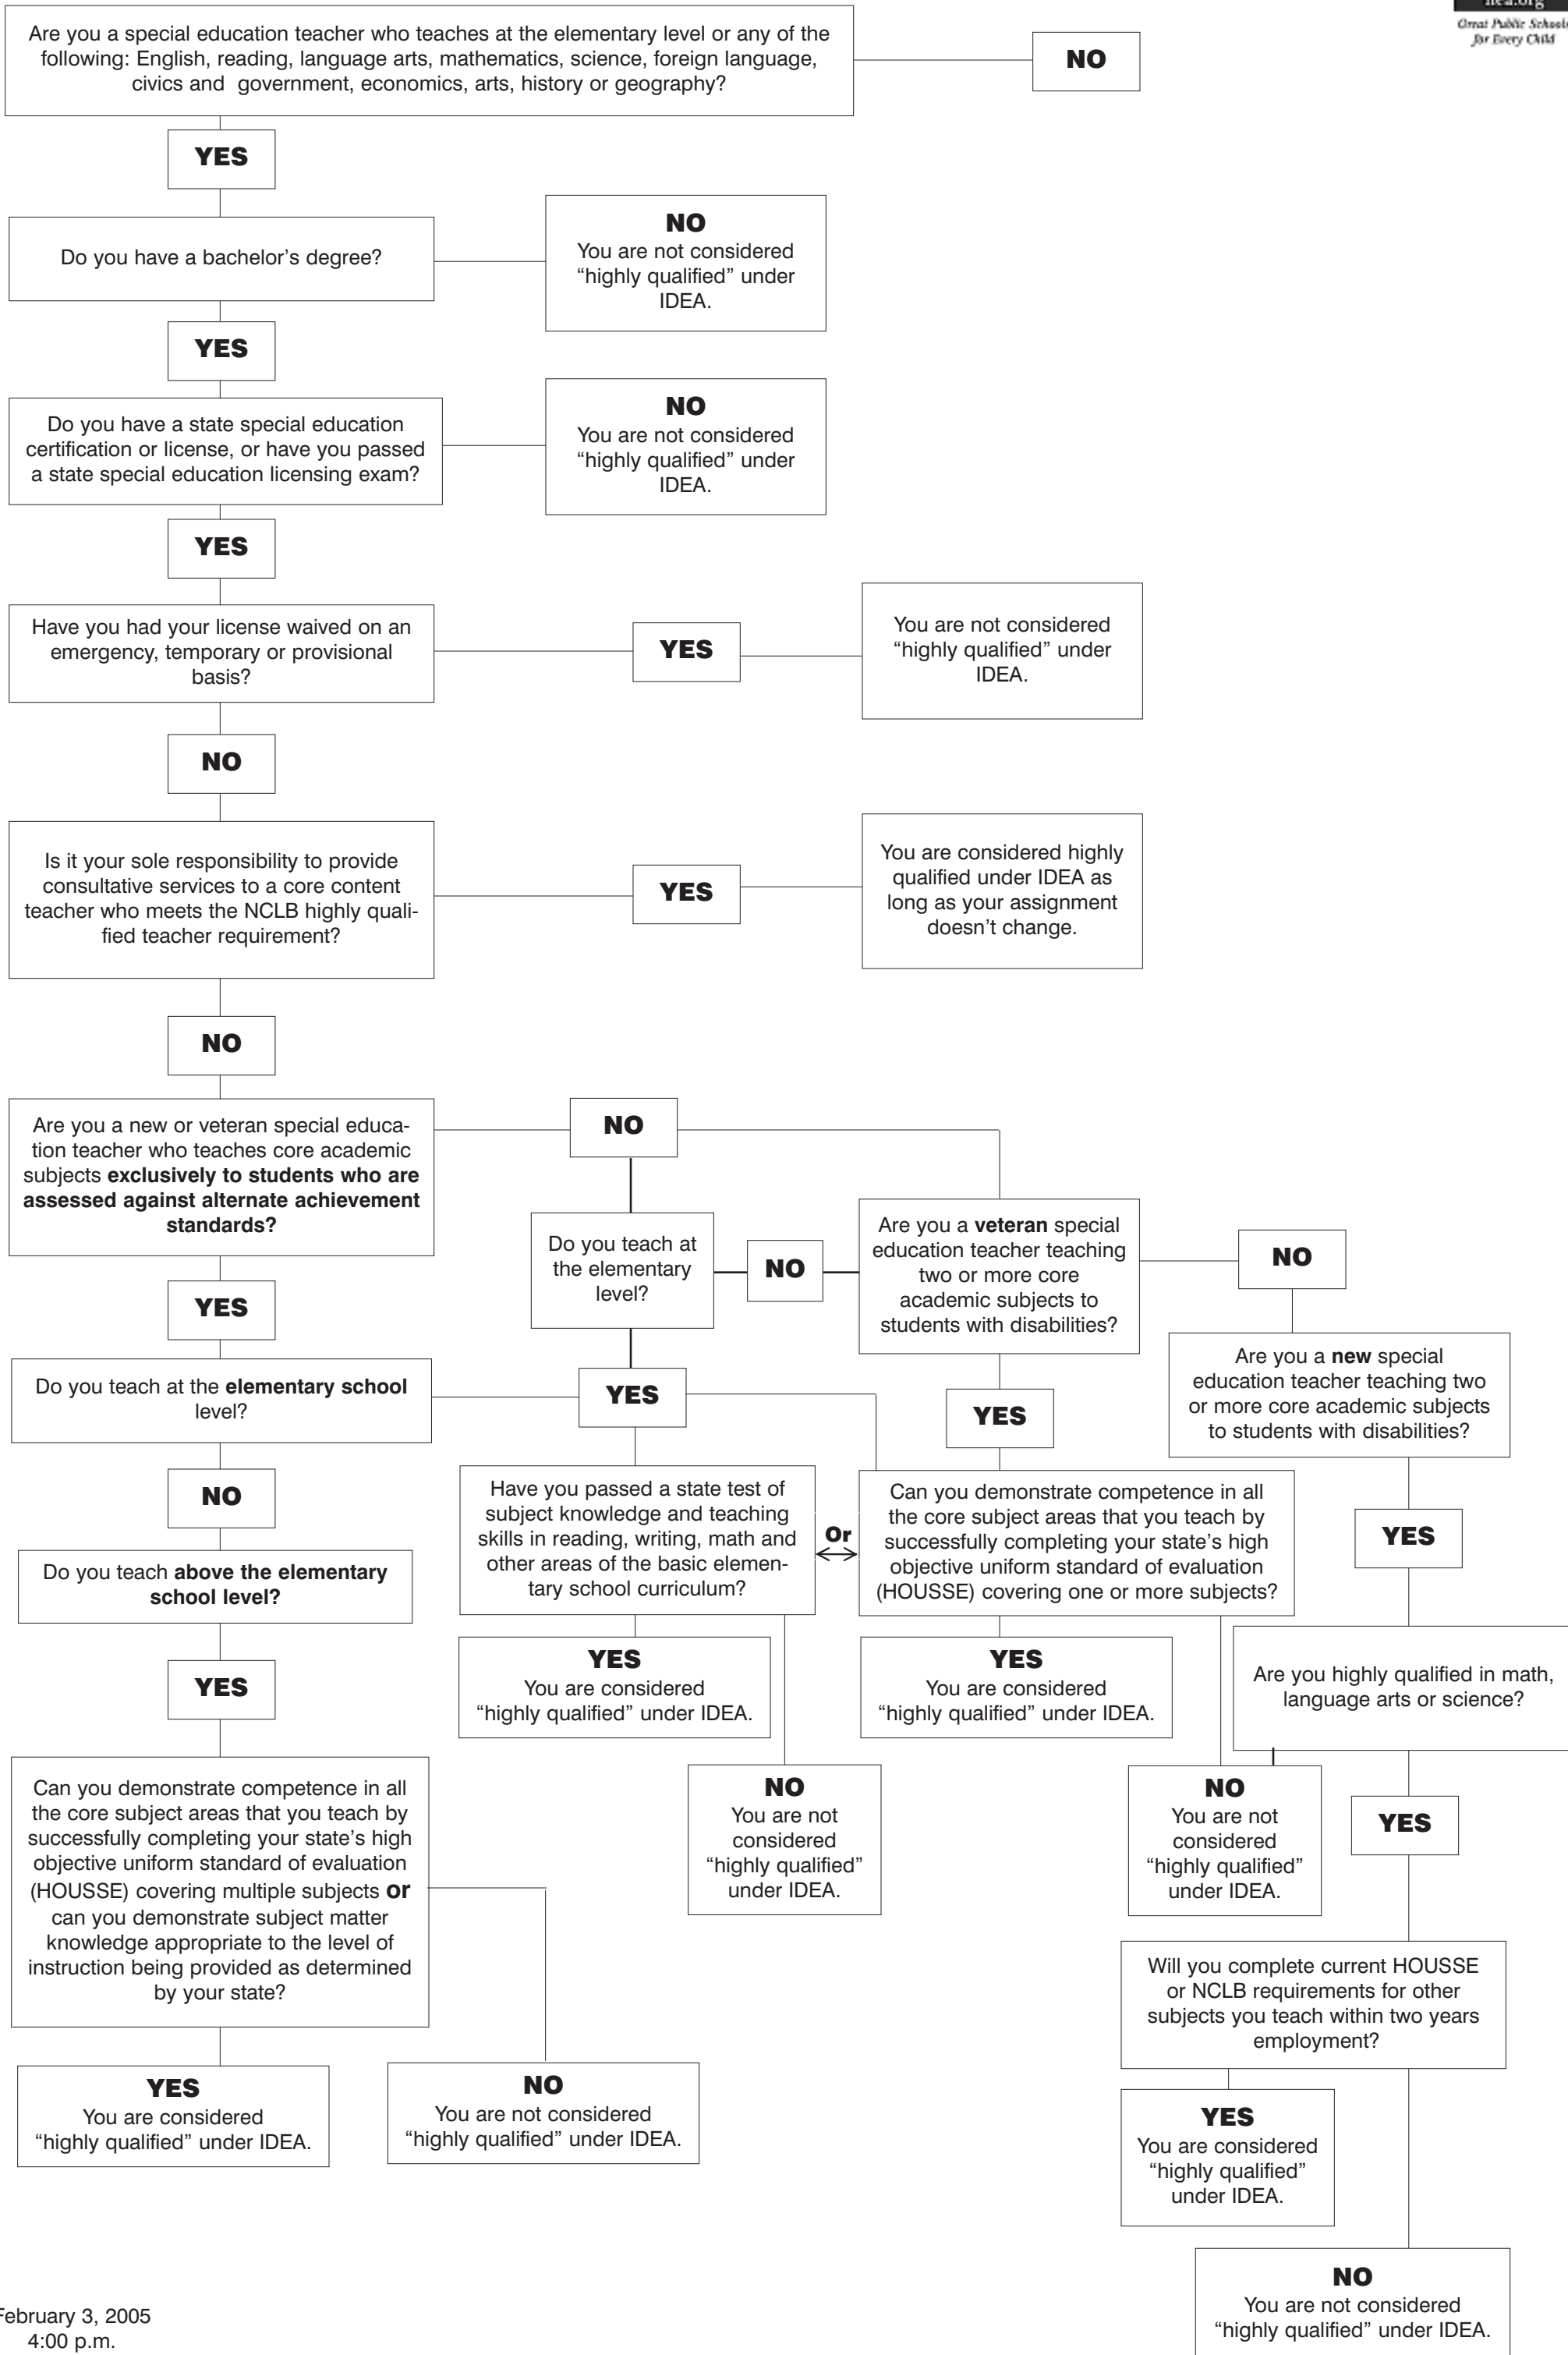 nea.org
Great Public Schools
for Every Child
Are you a special education teacher who teaches at the elementary level or any of the
following: English, reading, language arts, mathematics, science, foreign language,
civics and government, economics, arts, history or geography?
NO
YES
Do you have a bachelor's degree?
NO
You are not considered
“highly qualified” under
IDEA.
YES
Do you have a state special education
certification or license, or have you passed
a state special education licensing exam?
NO
You are not considered
“highly qualified” under
IDEA.
YES
Have you had your license waived on an
emergency, temporary or provisional
basis?
YES
You are not considered
“highly qualified” under
IDEA.
NO
Is it your sole responsibility to provide
consultative services to a core content
teacher who meets the NCLB highly quali-
fied teacher requirement?
YES
You are considered highly
qualified under IDEA as
long as your assignment
doesn't change.
NO
Are you a new or veteran special educa-
tion teacher who teaches core academic
subjects exclusively to students who are
assessed against alternate achievement
standards?
NO
Do you teach at
the elementary
level?
NO
Are you a veteran special
education teacher teaching
two or more core
academic subjects to
students with disabilities?
NO
YES
Do you teach at the elementary school
level?
YES
YES
Are you a new special
education teacher teaching two
or more core academic subjects
to students with disabilities?
NO
Have you passed a state test of
subject knowledge and teaching
skills in reading, writing, math and
other areas of the basic elemen-
tary school curriculum?
Or
Can you demonstrate competence in all
the core subject areas that you teach by
successfully completing your state's high
objective uniform standard of evaluation
(HOUSSE) covering one or more subjects?
YES
Do you teach above the elementary
school level?
YES
You are considered
“highly qualified” under IDEA.
YES
You are considered
“highly qualified” under IDEA.
Are you highly qualified in math,
language arts or science?
YES
NO
You are not
considered
“highly qualified”
under IDEA.
NO
You are not
considered
“highly qualified”
under IDEA.
YES
Can you demonstrate competence in all
the core subject areas that you teach by
successfully completing your state's high
objective uniform standard of evaluation
(HOUSSE) covering multiple subjects or
can you demonstrate subject matter
knowledge appropriate to the level of
instruction being provided as determined
by your state?
Will you complete current HOUSSE
or NCLB requirements for other
subjects you teach within two years
employment?
YES
You are considered
“highly qualified” under IDEA.
NO
You are not considered
“highly qualified” under IDEA.
YES
You are considered
“highly qualified”
under IDEA.
NO
You are not considered
“highly qualified” under IDEA.
February 3, 2005
4:00 p.m.